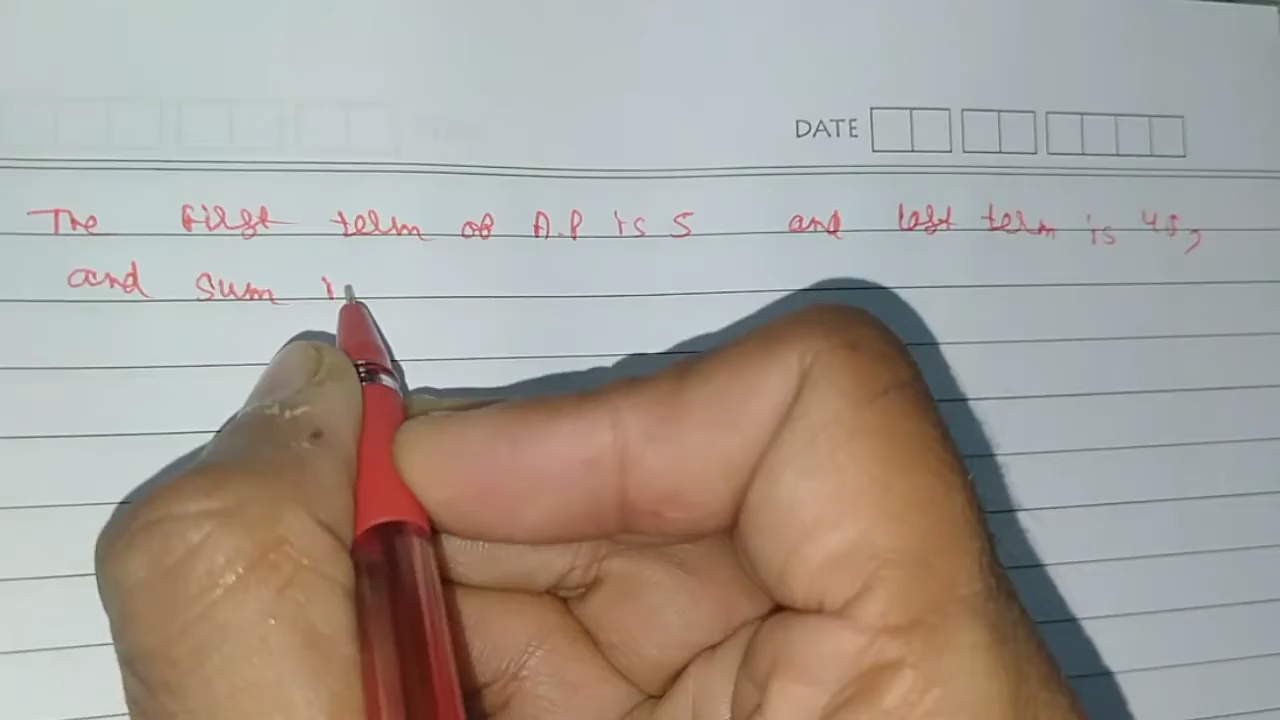 DATE
The first term of A.P is 5 and last term is 45,
and sum